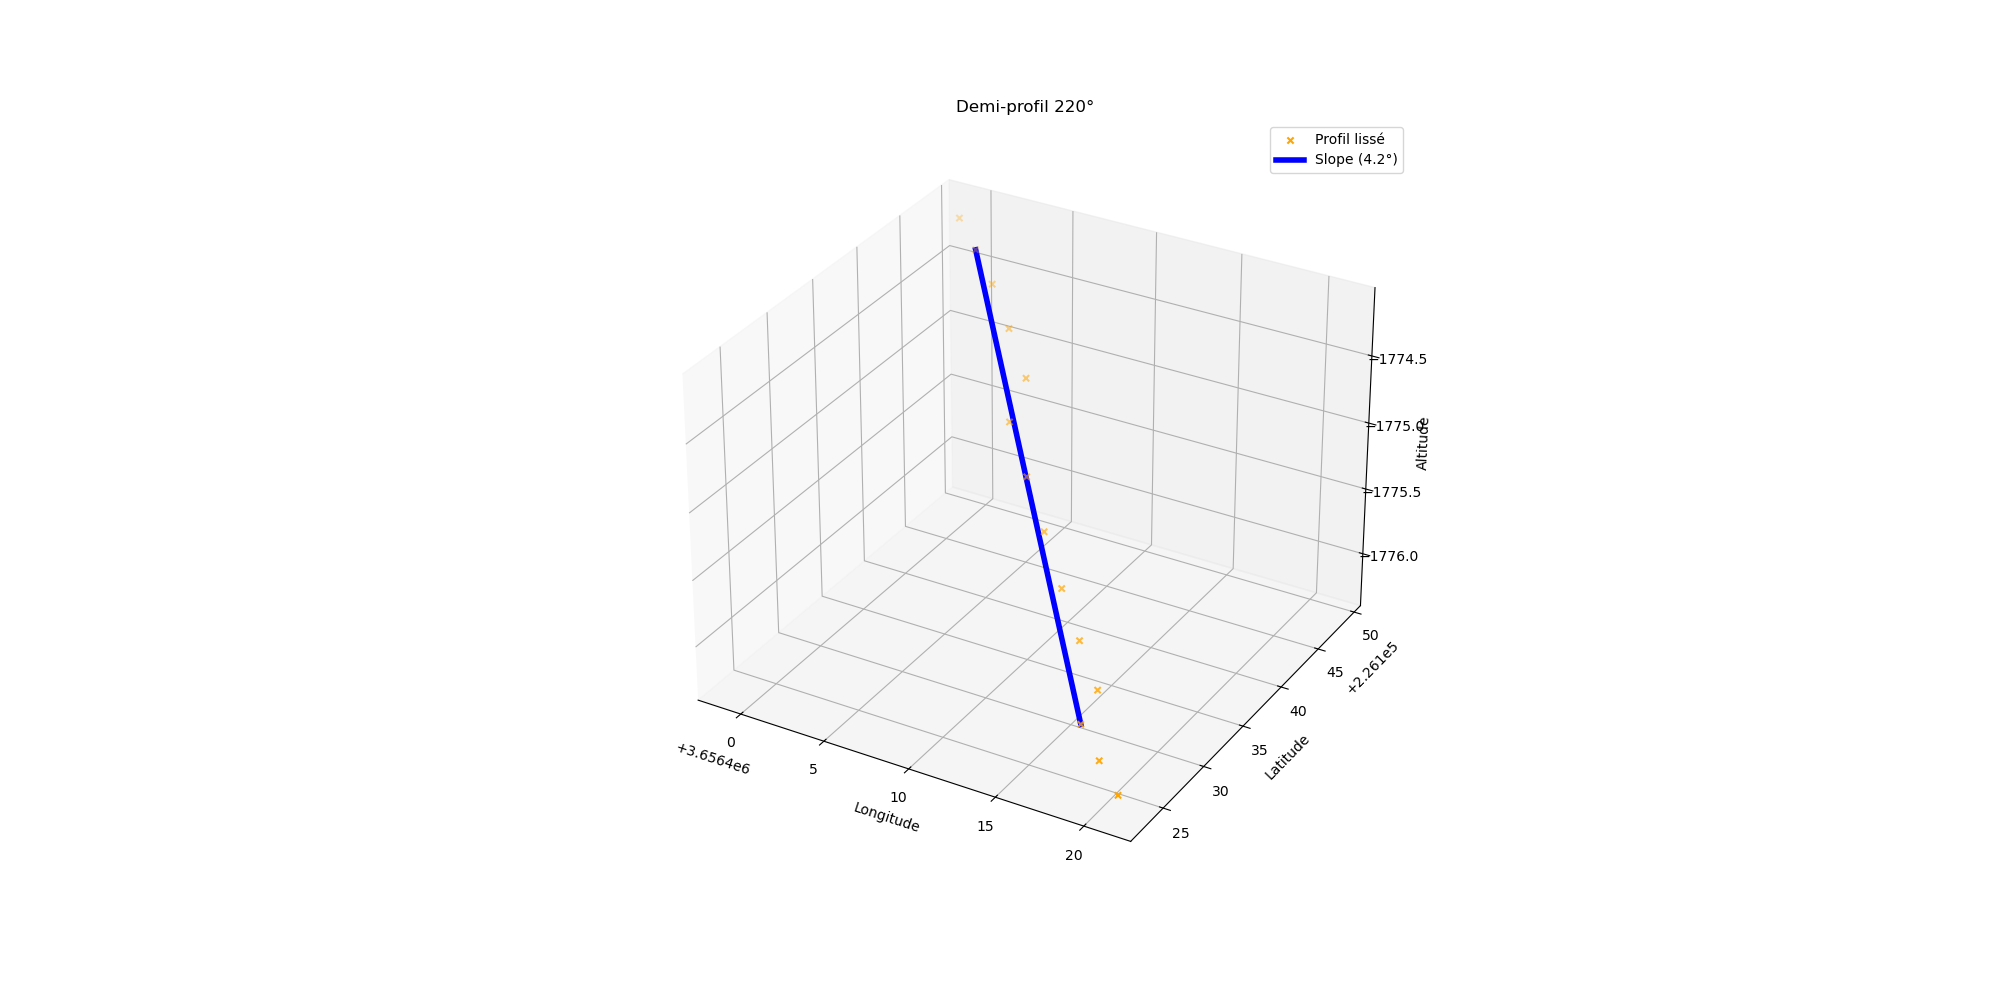 Demi-profil 220°
Profil lissé
Slope (4.2°)
−1774.5
−1775.0
−1775.5
−1776.0
Altitude
50
45
40
35
30
25
+2.261e5
Latitude
0
5
10
15
20
+3.6564e6
Longitude